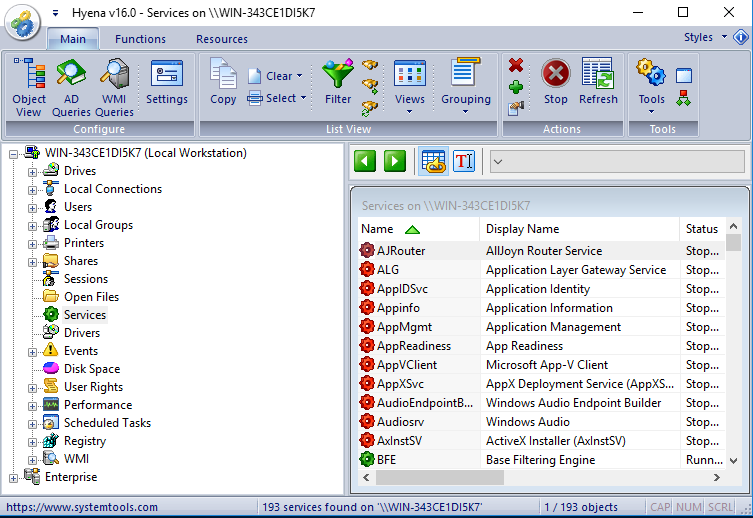 Hyena v16.0 - Services on \\WIN-343CE1DI5K7
Main Functions Resources Styles
Object View
AD Queries
WMI Queries
Settings
Configure
Copy
Clear
Select
Filter
Views
Grouping
List View
Stop
Refresh
Actions
Tools
Tools
WIN-343CE1DI5K7 (Local Workstation)
Drives
Local Connections
Users
Local Groups
Printers
Shares
Sessions
Open Files
Services
Drivers
Events
Disk Space
User Rights
Performance
Scheduled Tasks
Registry
WMI
Enterprise
Services on \\WIN-343CE1DI5K7
Name Display Name Status
AJRouter AllJoyn Router Service Stop...
ALG Application Layer Gateway Service Stop...
AppIDSvc Application Identity Stop...
Appinfo Application Information Stop...
AppMgmt Application Management Stop...
AppReadiness App Readiness Stop...
AppVClient Microsoft App-V Client Stop...
AppXSvc AppX Deployment Service (AppXS... Stop...
AudioEndpointB... Windows Audio Endpoint Builder Stop...
Audiosrv Windows Audio Stop...
AxInstSV ActiveX Installer (AxInstSV) Stop...
BFE Base Filtering Engine Runn...
https://www.systemtools.com 193 services found on '\\WIN-343CE1DI5K7' 1 / 193 objects CAP NUM SCRL